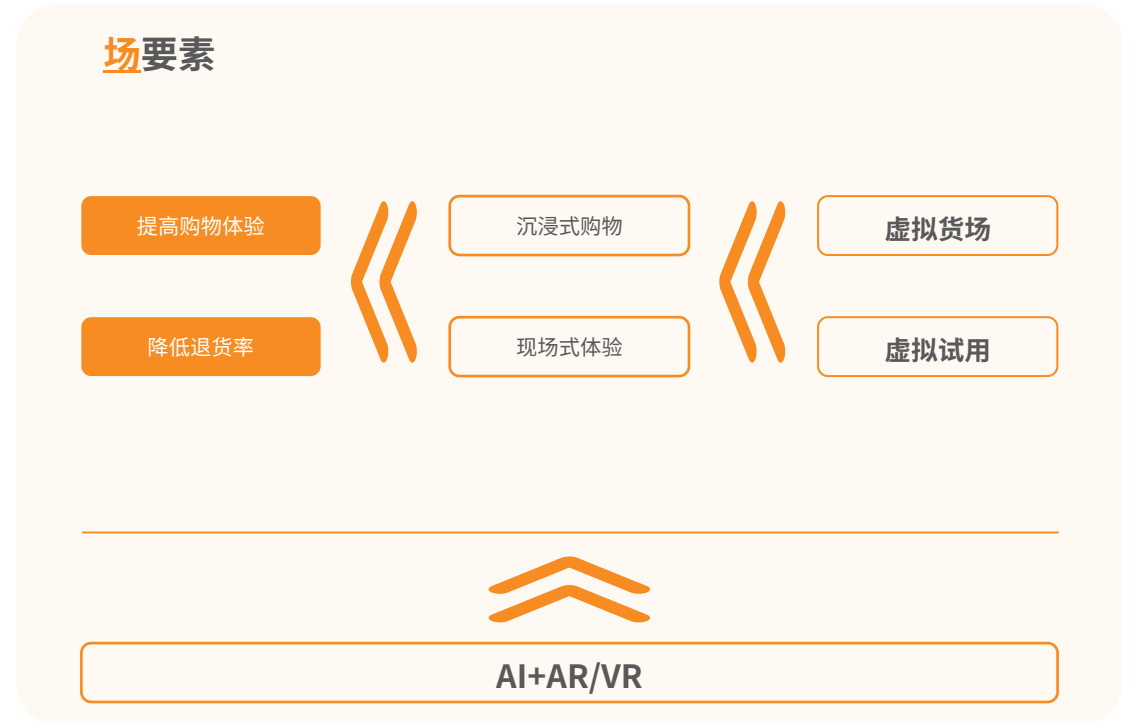 场要素
提高购物体验
沉浸式购物
虚拟货场
降低退货率
现场式体验
虚拟试用
AI+AR/VR